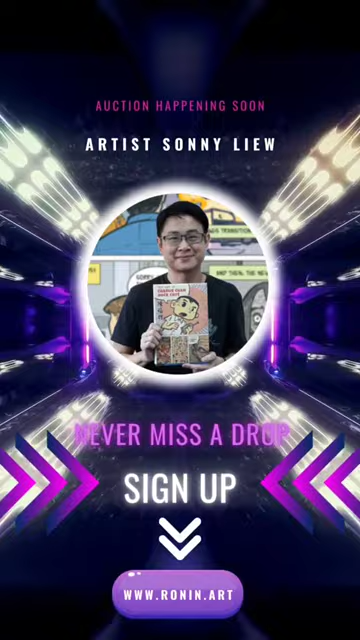 AUCTION HAPPENING SOON
ARTIST SONNY LIEW
NEVER MISS A DROP
SIGN UP
WWW.RONIN.ART